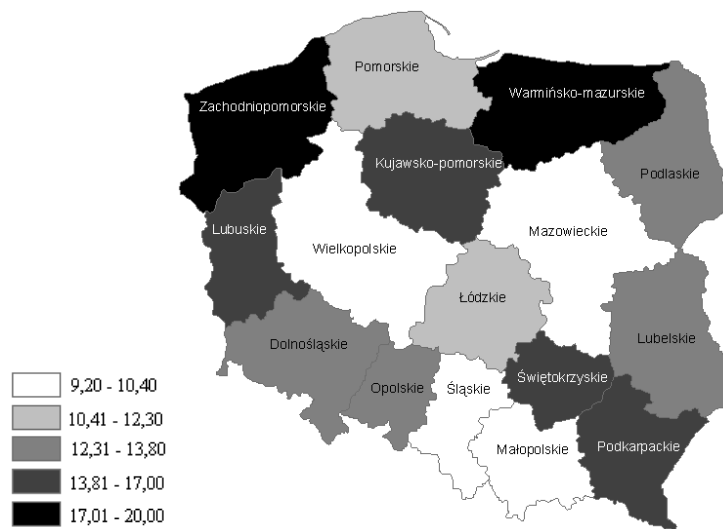 Pomorskie
Warmińsko-mazurskie
Zachodniopomorskie
Kujawsko-pomorskie
Podlaskie
Lubuskie
Wielkopolskie
Mazowieckie
Łódzkie
Dolnośląskie
Lubelskie
Opolskie
Śląskie
Świętokrzyskie
Małopolskie
Podkarpackie
9,20 - 10,40
10,41 - 12,30
12,31 - 13,80
13,81 - 17,00
17,01 - 20,00